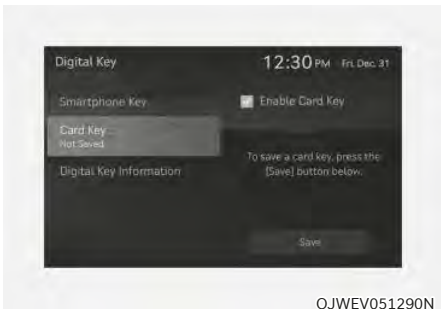 Digital Key
12:30 PM Fri. Dec. 31
Smartphone Key
Enable Card Key
Card Key
Not Saved
To save a card key, press the
[Save] button below.
Digital Key Information
Save
OJWEV051290N